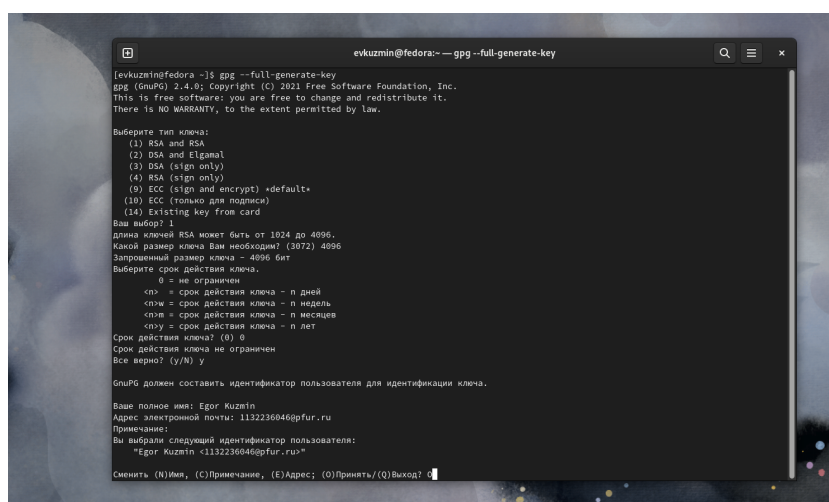 evkuzmin@fedora:~ — gpg --full-generate-key
[evkuzmin@fedora ~]$ gpg --full-generate-key
gpg (GnuPG) 2.4.0; Copyright (C) 2021 Free Software Foundation, Inc.
This is free software: you are free to change and redistribute it.
There is NO WARRANTY, to the extent permitted by law.
Выберите тип ключа:
(1) RSA and RSA
(2) DSA and Elgamal
(3) DSA (sign only)
(4) RSA (sign only)
(9) ECC (sign and encrypt) *default*
(10) ECC (только для подписи)
(14) Existing key from card
Ваш выбор? 1
длина ключей RSA может быть от 1024 до 4096.
Какой размер ключа Вам необходим? (3072) 4096
Запрошенный размер ключа - 4096 бит
Выберите срок действия ключа.
0 = не ограничен
<n> = срок действия ключа - n дней
<n>w = срок действия ключа - n недель
<n>m = срок действия ключа - n месяцев
<n>y = срок действия ключа - n лет
Срок действия ключа? (0) 0
Срок действия ключа не ограничен
Все верно? (y/N) y
GnuPG должен составить идентификатор пользователя для идентификации ключа.
Ваше полное имя: Egor Kuzmin
Адрес электронной почты: 1132236046@pfur.ru
Примечание:
Вы выбрали следующий идентификатор пользователя:
"Egor Kuzmin <1132236046@pfur.ru>"
Сменить (N)Имя, (C)Примечание, (E)Адрес; (O)Принять/(Q)Выход? O